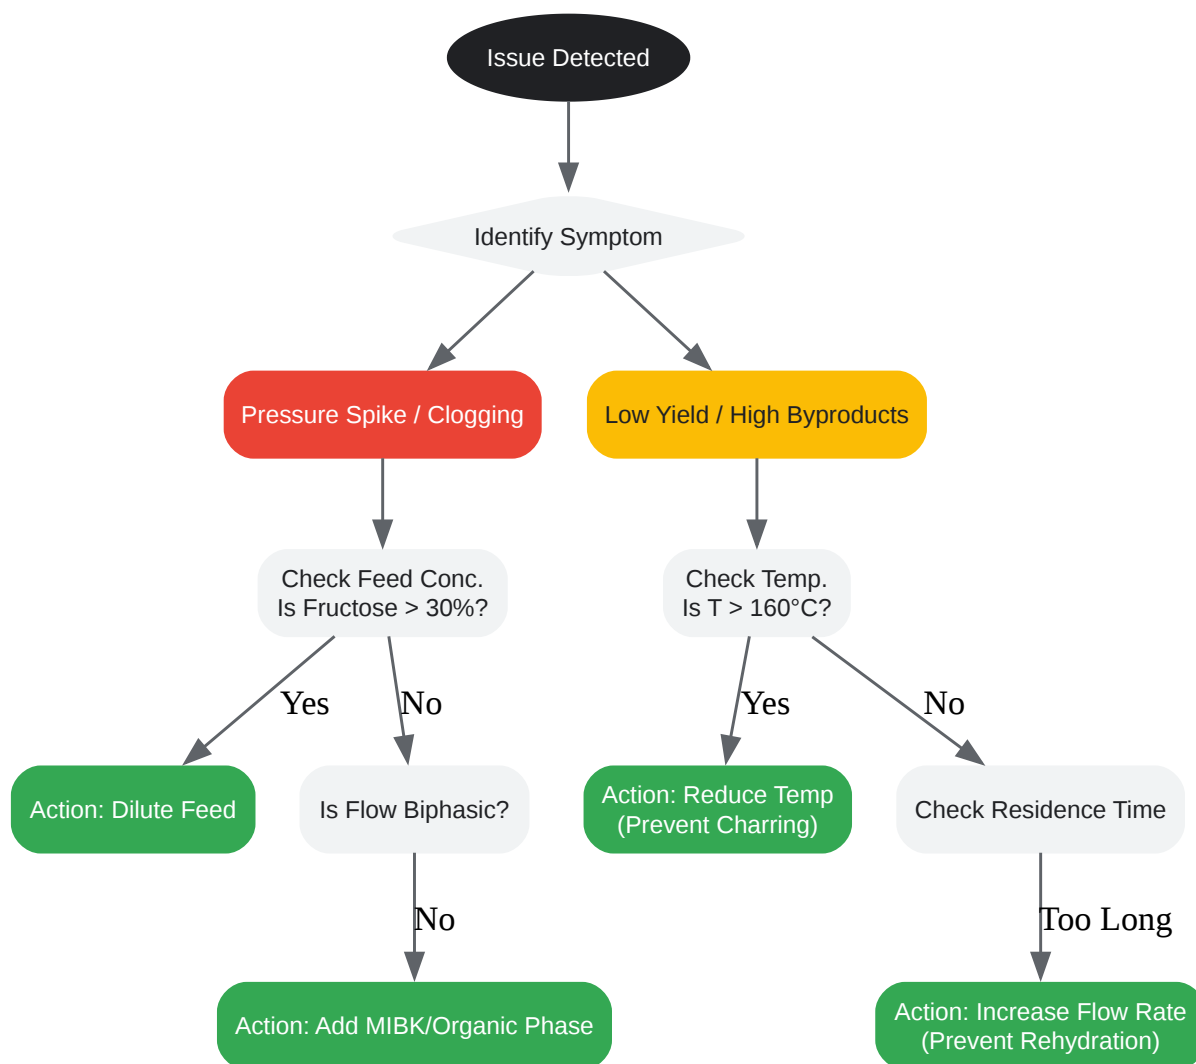 Issue Detected
Identify Symptom
Pressure Spike / Clogging
Low Yield / High Byproducts
Check Feed Conc.
Is Fructose > 30%?
Check Temp.
Is T > 160°C?
Yes
No
Yes
No
Action: Dilute Feed
Is Flow Biphasic?
Action: Reduce Temp
(Prevent Charring)
Check Residence Time
No
Too Long
Action: Add MIBK/Organic Phase
Action: Increase Flow Rate
(Prevent Rehydration)